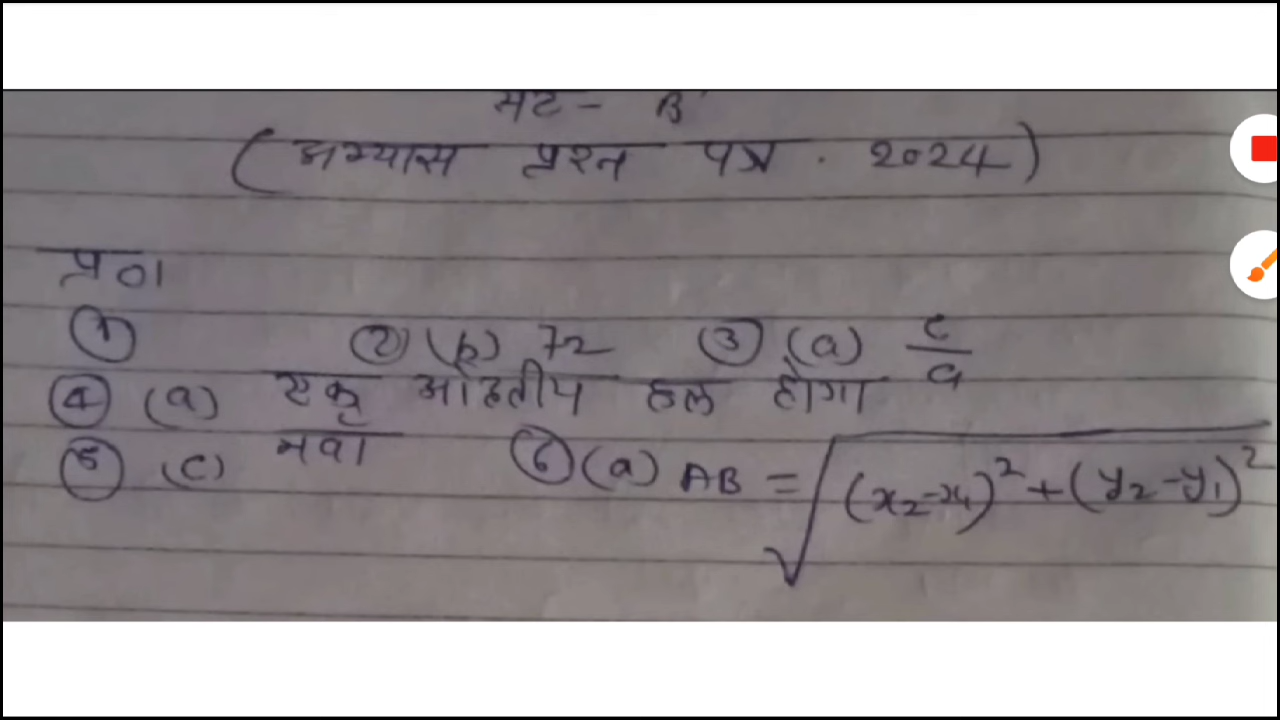 सेट - B
(अभ्यास प्रश्न पत्र . 2024)
प्र०1
① ② (b) 72 ③ (a) c/a
④ (a) एक अद्वितीय हल होगा
⑤ (c) नवा ⑥ (a) AB = √(x₂-x₁)² + (y₂-y₁)²